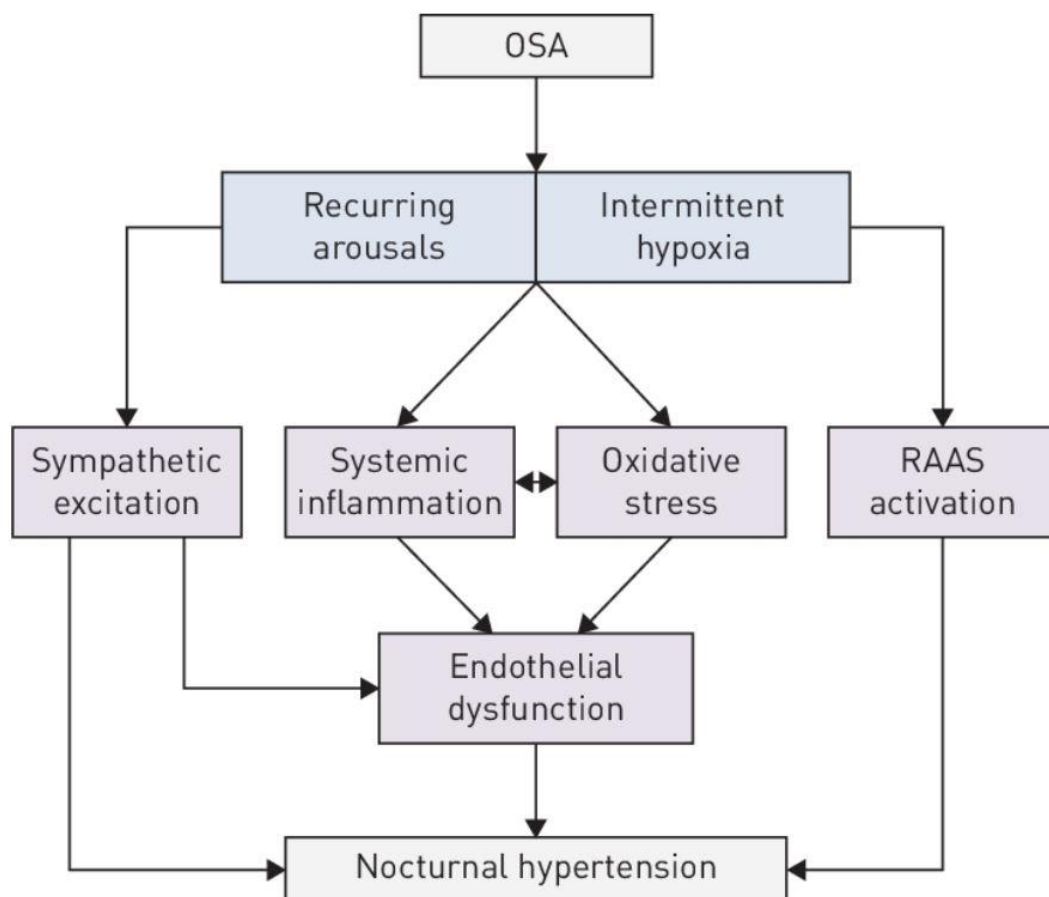 OSA
Recurring
arousals
Intermittent
hypoxia
Sympathetic
excitation
Systemic
inflammation
Oxidative
stress
RAAS
activation
Endothelial
dysfunction
Nocturnal hypertension